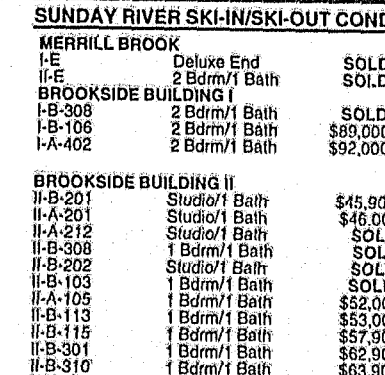 SUNDAY RIVER SKI-IN/SKI-OUT COND
MERRILL BROOK
I-E Deluxe End SOLD
II-E 2 Bdrm/1 Bath SOLD
BROOKSIDE BUILDING I
I-B-308 2 Bdrm/1 Bath SOLD
I-B-106 2 Bdrm/1 Bath $89,000
I-A-402 2 Bdrm/1 Bath $92,000
BROOKSIDE BUILDING II
II-B-201 Studio/1 Bath $45,90
II-A-201 Studio/1 Bath $46,00
II-A-212 Studio/1 Bath SOL
II-B-308 1 Bdrm/1 Bath SOL
II-B-202 Studio/1 Bath SOL
II-B-103 1 Bdrm/1 Bath SOL
II-A-105 1 Bdrm/1 Bath $52,00
II-B-113 1 Bdrm/1 Bath $53,00
II-B-115 1 Bdrm/1 Bath $57,90
II-B-301 1 Bdrm/1 Bath $62,90
II-B-310 1 Bdrm/1 Bath $63,90